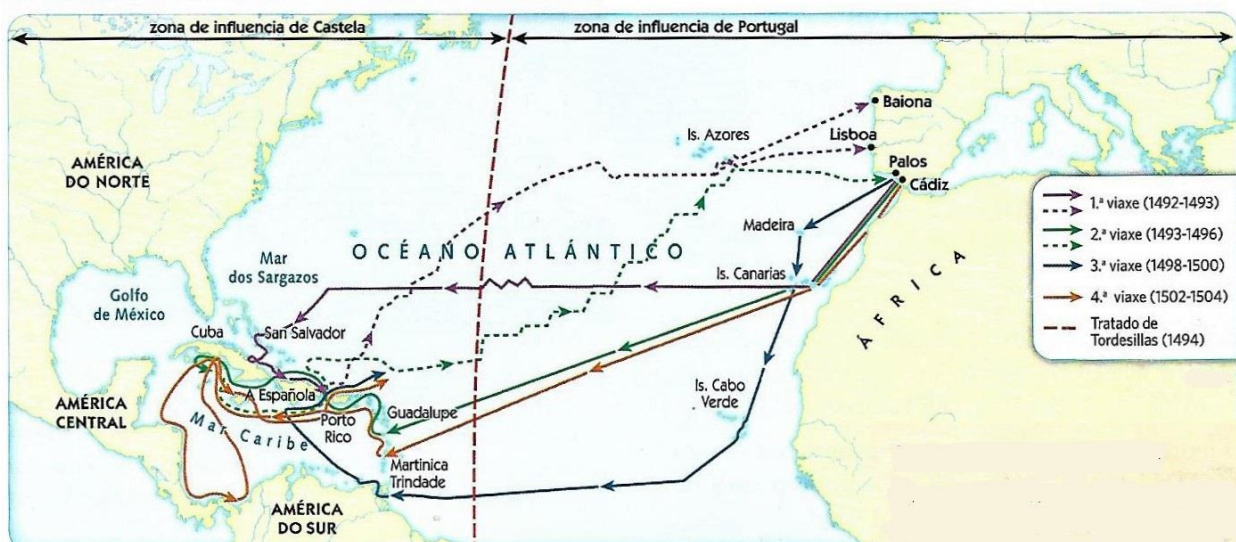 zona de influencia de Castela
zona de influencia de Portugal
AMÉRICA
DO NORTE
Baiona
Is. Azores
Lisboa
Palos
Cádiz
Madeira
OCÉANO ATLÁNTICO
Mar
dos Sargazos
Is. Canarias
Golfo
de México
ÁFRICA
Cuba
San Salvador
A Española
Is. Cabo
Verde
AMÉRICA
CENTRAL
Mar Caribe
Porto
Rico
Guadalupe
Martinica
Trindade
AMÉRICA
DO SUR
1.ª viaxe (1492-1493)
2.ª viaxe (1493-1496)
3.ª viaxe (1498-1500)
4.ª viaxe (1502-1504)
Tratado de
Tordesillas (1494)